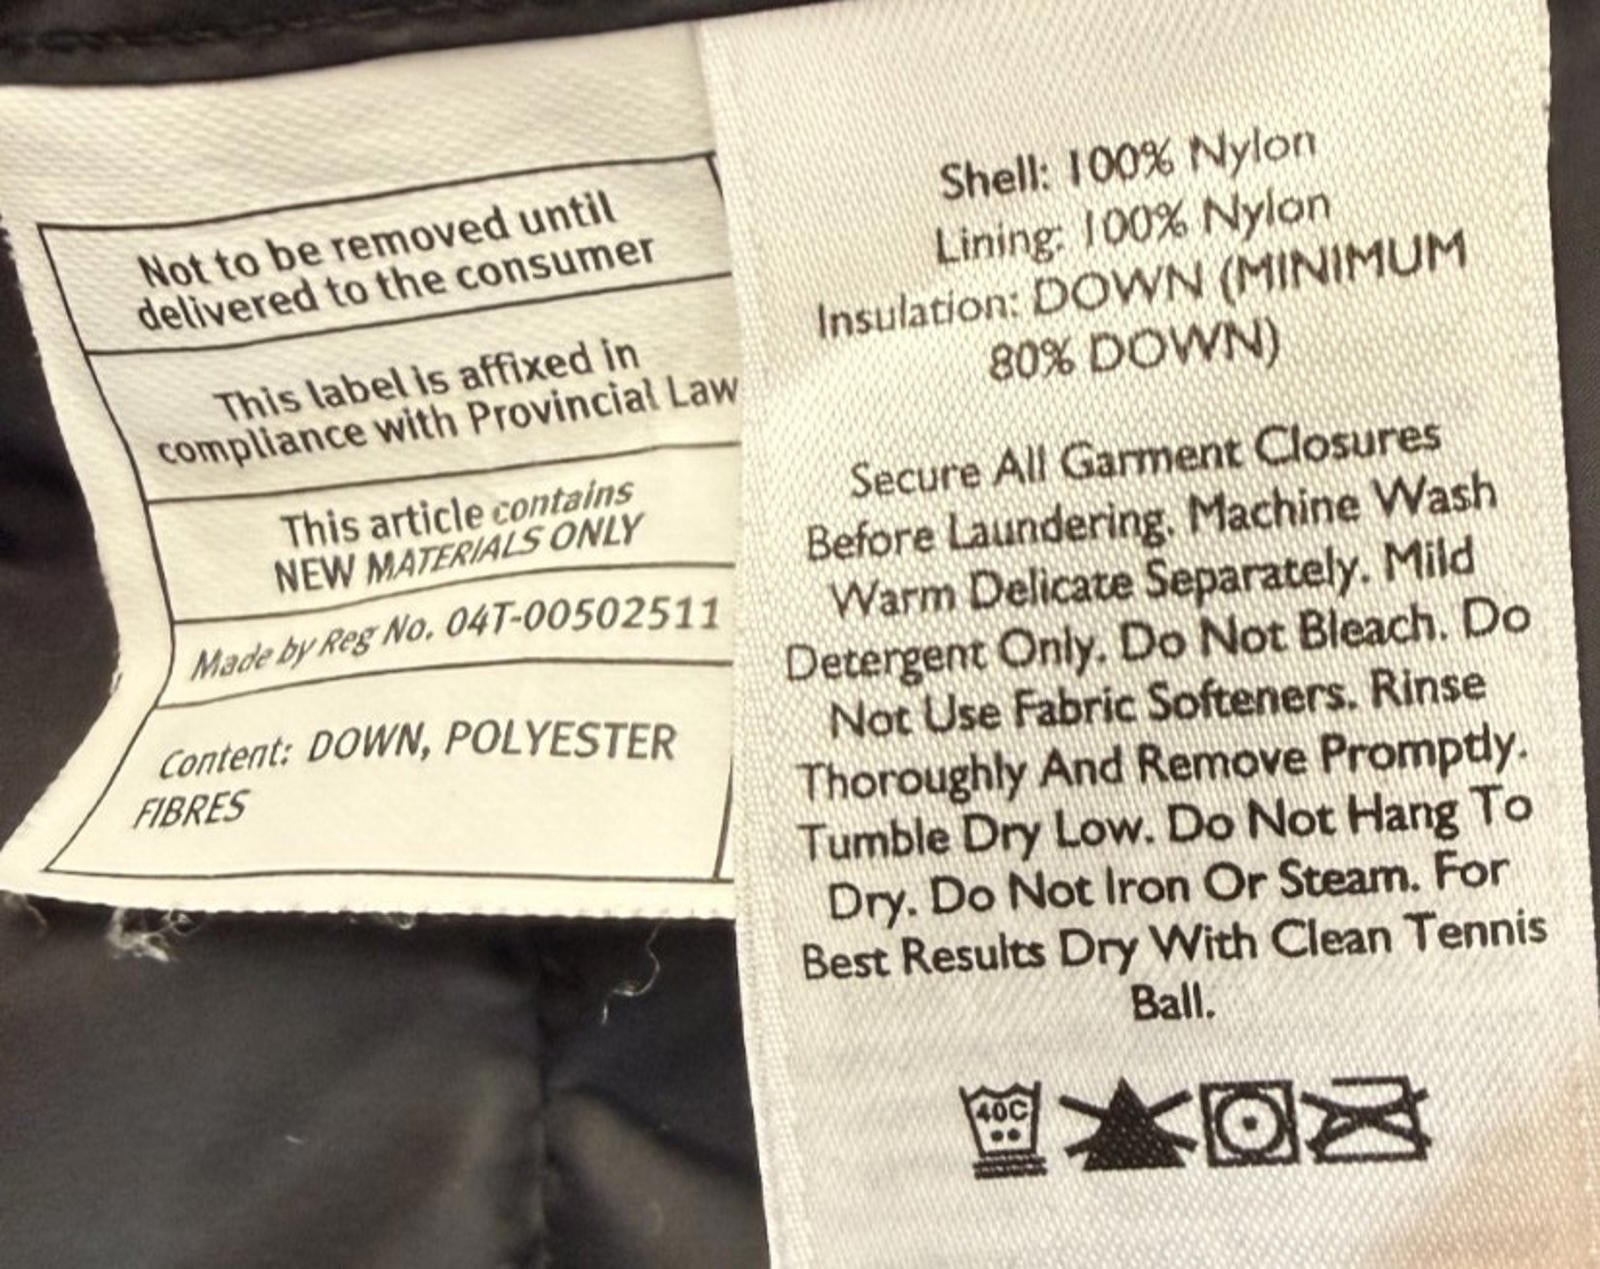 Not to be removed until
delivered to the consumer
This label is affixed in
compliance with Provincial Law
This article contains
NEW MATERIALS ONLY
Made by Reg No. 04T-00502511
Content: DOWN, POLYESTER
FIBRES
Shell: 100% Nylon
Lining: 100% Nylon
Insulation: DOWN (MINIMUM
80% DOWN)
Secure All Garment Closures
Before Laundering. Machine Wash
Warm Delicate Separately. Mild
Detergent Only. Do Not Bleach. Do
Not Use Fabric Softeners. Rinse
Thoroughly And Remove Promptly.
Tumble Dry Low. Do Not Hang To
Dry. Do Not Iron Or Steam. For
Best Results Dry With Clean Tennis
Ball.
40C